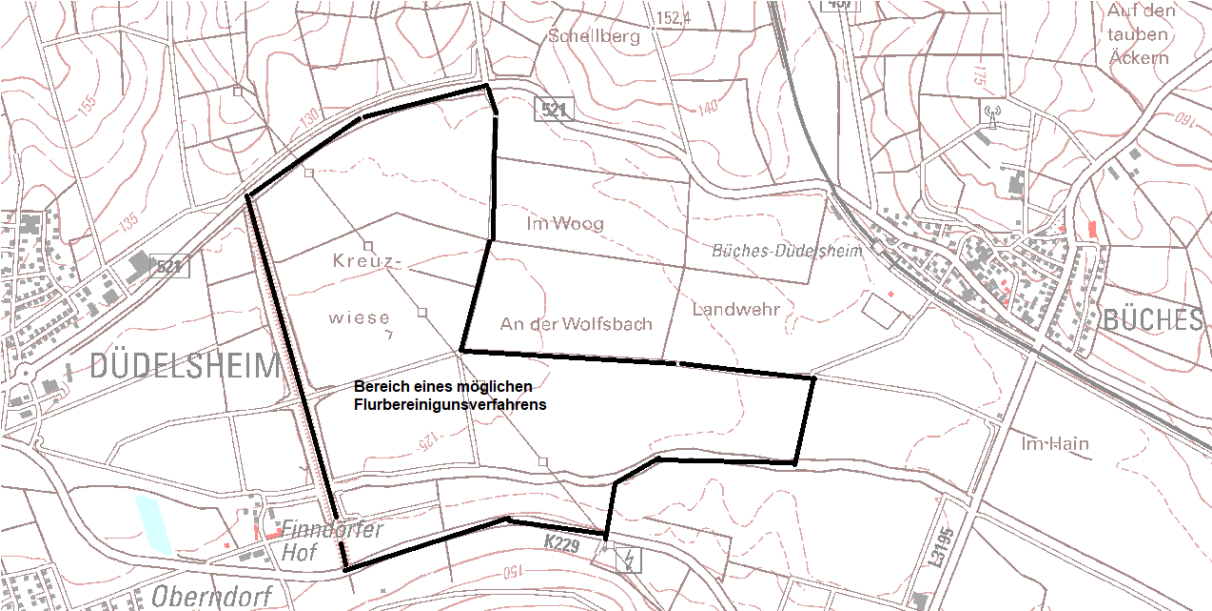 Schellberg
152,4
Auf den
tauben
Äckern
155
130
521
140
175
160
135
Im Woog
Büches-Düdelsheim
521
Kreuz-
wiese
An der Wolfsbach
Landwehr
BÜCHES
DÜDELSHEIM
Bereich eines möglichen
Flurbereinigunsverfahrens
125
Im Hain
Finndörfer
Hof
K229
150
L3195
Oberndorf